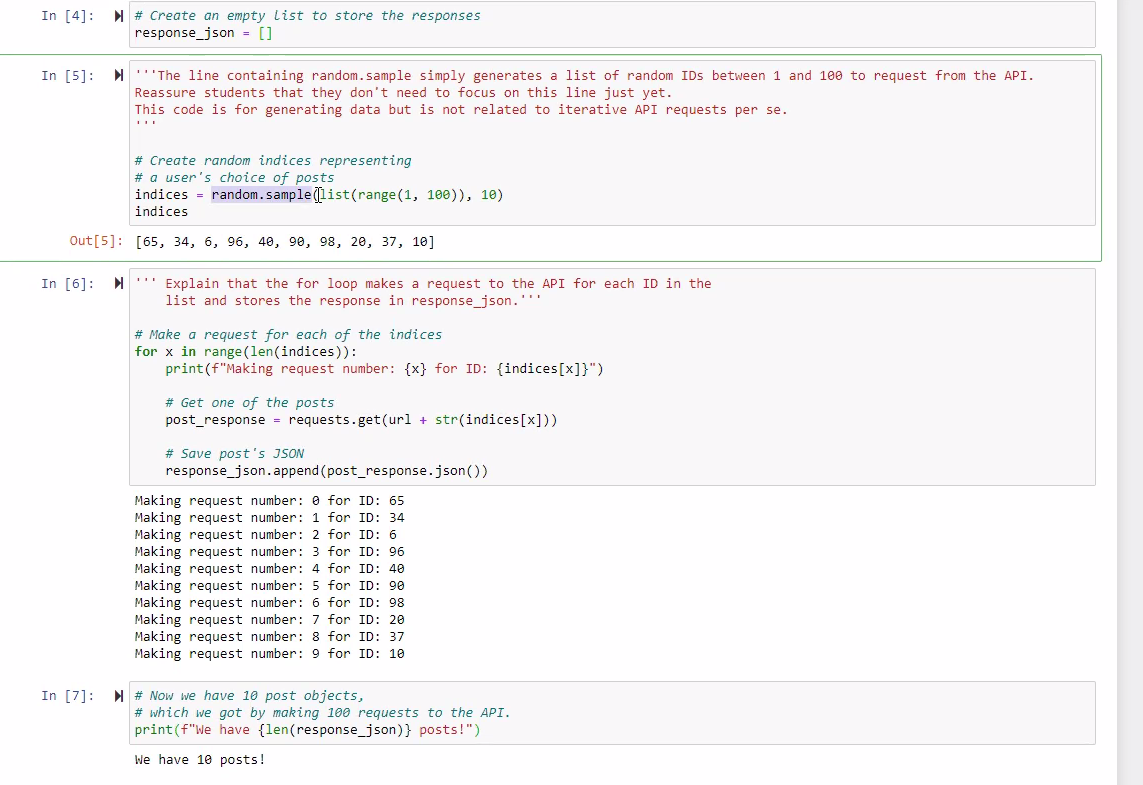 In [4]: # Create an empty list to store the responses
response_json = []
In [5]: '''The line containing random.sample simply generates a list of random IDs between 1 and 100 to request from the API.
Reassure students that they don't need to focus on this line just yet.
This code is for generating data but is not related to iterative API requests per se.
'''
# Create random indices representing
# a user's choice of posts
indices = random.sample(list(range(1, 100)), 10)
indices
Out[5]: [65, 34, 6, 96, 40, 90, 98, 20, 37, 10]
In [6]: ''' Explain that the for loop makes a request to the API for each ID in the
list and stores the response in response_json.'''
# Make a request for each of the indices
for x in range(len(indices)):
print(f"Making request number: {x} for ID: {indices[x]}")
# Get one of the posts
post_response = requests.get(url + str(indices[x]))
# Save post's JSON
response_json.append(post_response.json())
Making request number: 0 for ID: 65
Making request number: 1 for ID: 34
Making request number: 2 for ID: 6
Making request number: 3 for ID: 96
Making request number: 4 for ID: 40
Making request number: 5 for ID: 90
Making request number: 6 for ID: 98
Making request number: 7 for ID: 20
Making request number: 8 for ID: 37
Making request number: 9 for ID: 10
In [7]: # Now we have 10 post objects,
# which we got by making 100 requests to the API.
print(f"We have {len(response_json)} posts!")
We have 10 posts!